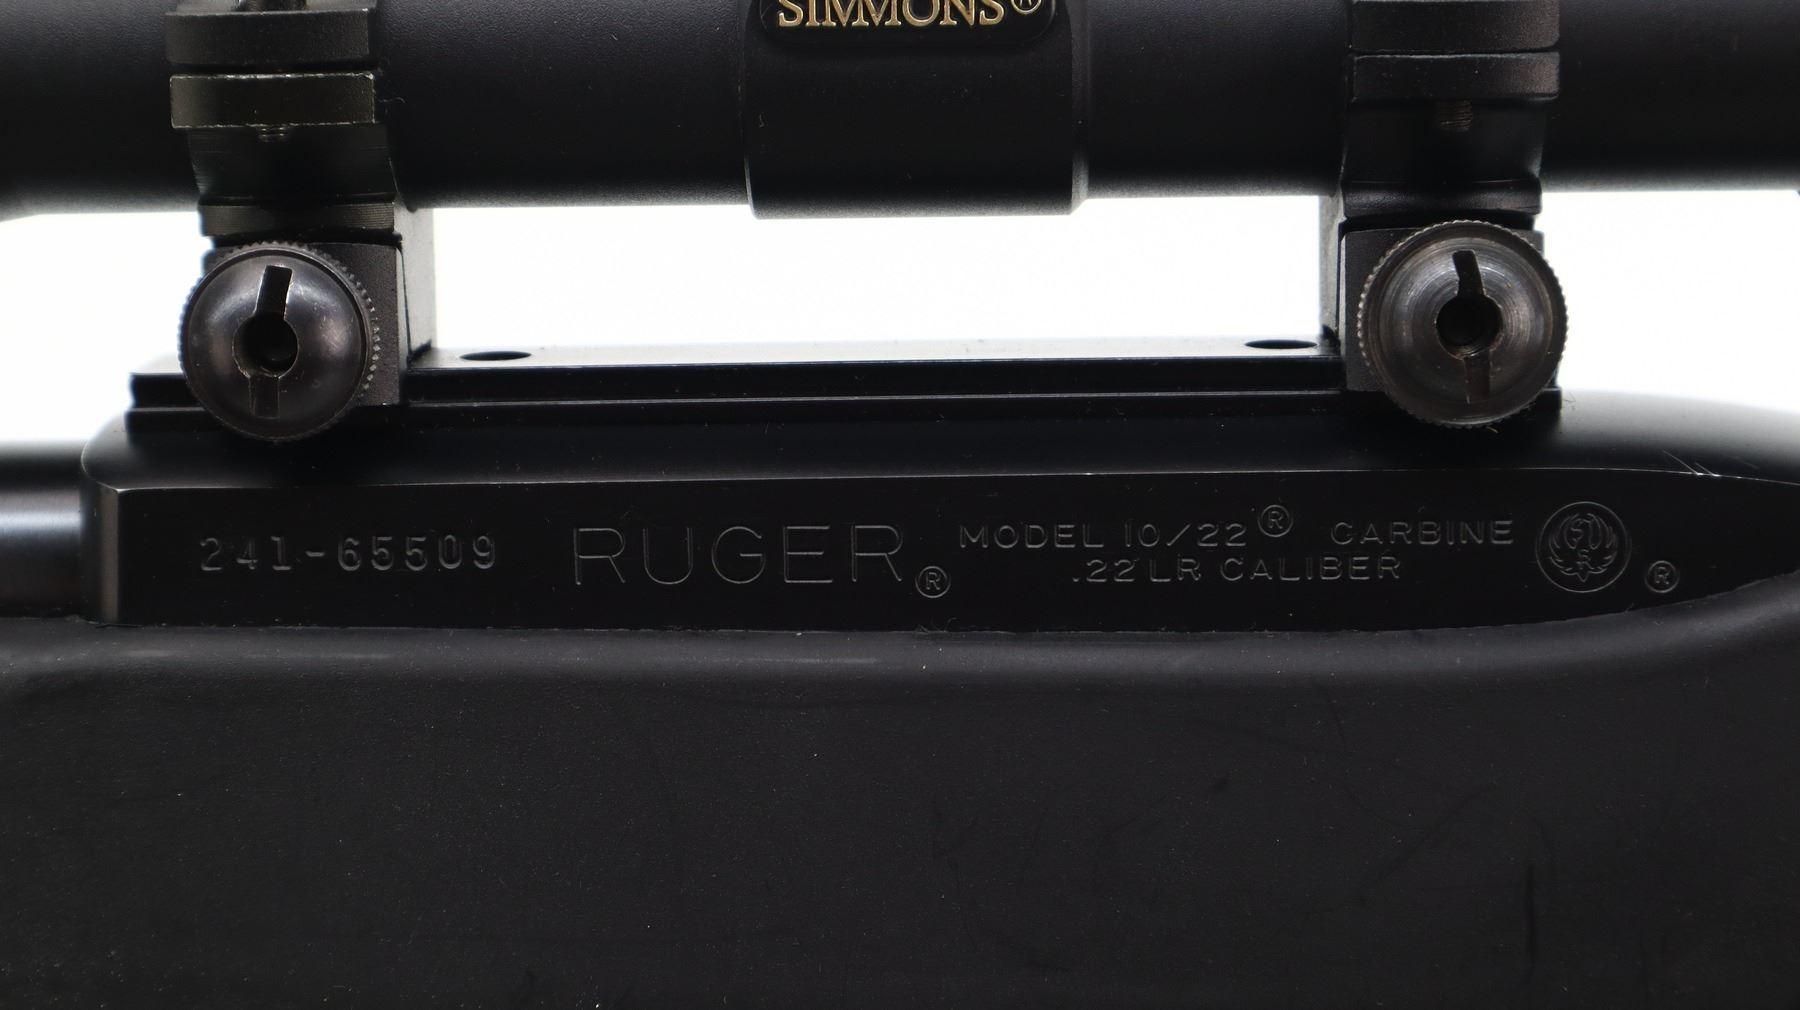 SIMMONS®
241-65509 RUGER® MODEL 10/22® CARBINE ®
.22 LR CALIBER